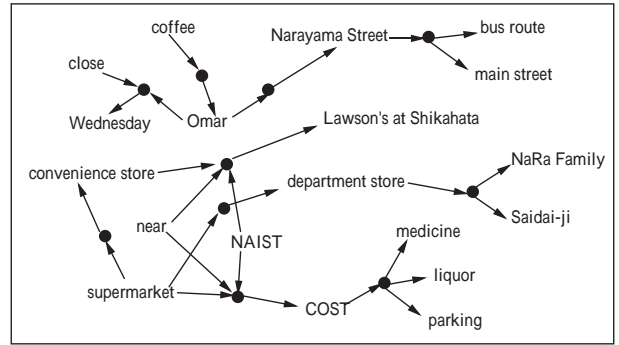 coffee
bus route
Narayama Street
close
main street
Wednesday
Omar
Lawson's at Shikahata
NaRa Family
convenience store
department store
Saidai-ji
near
NAIST
medicine
liquor
supermarket
COST
parking